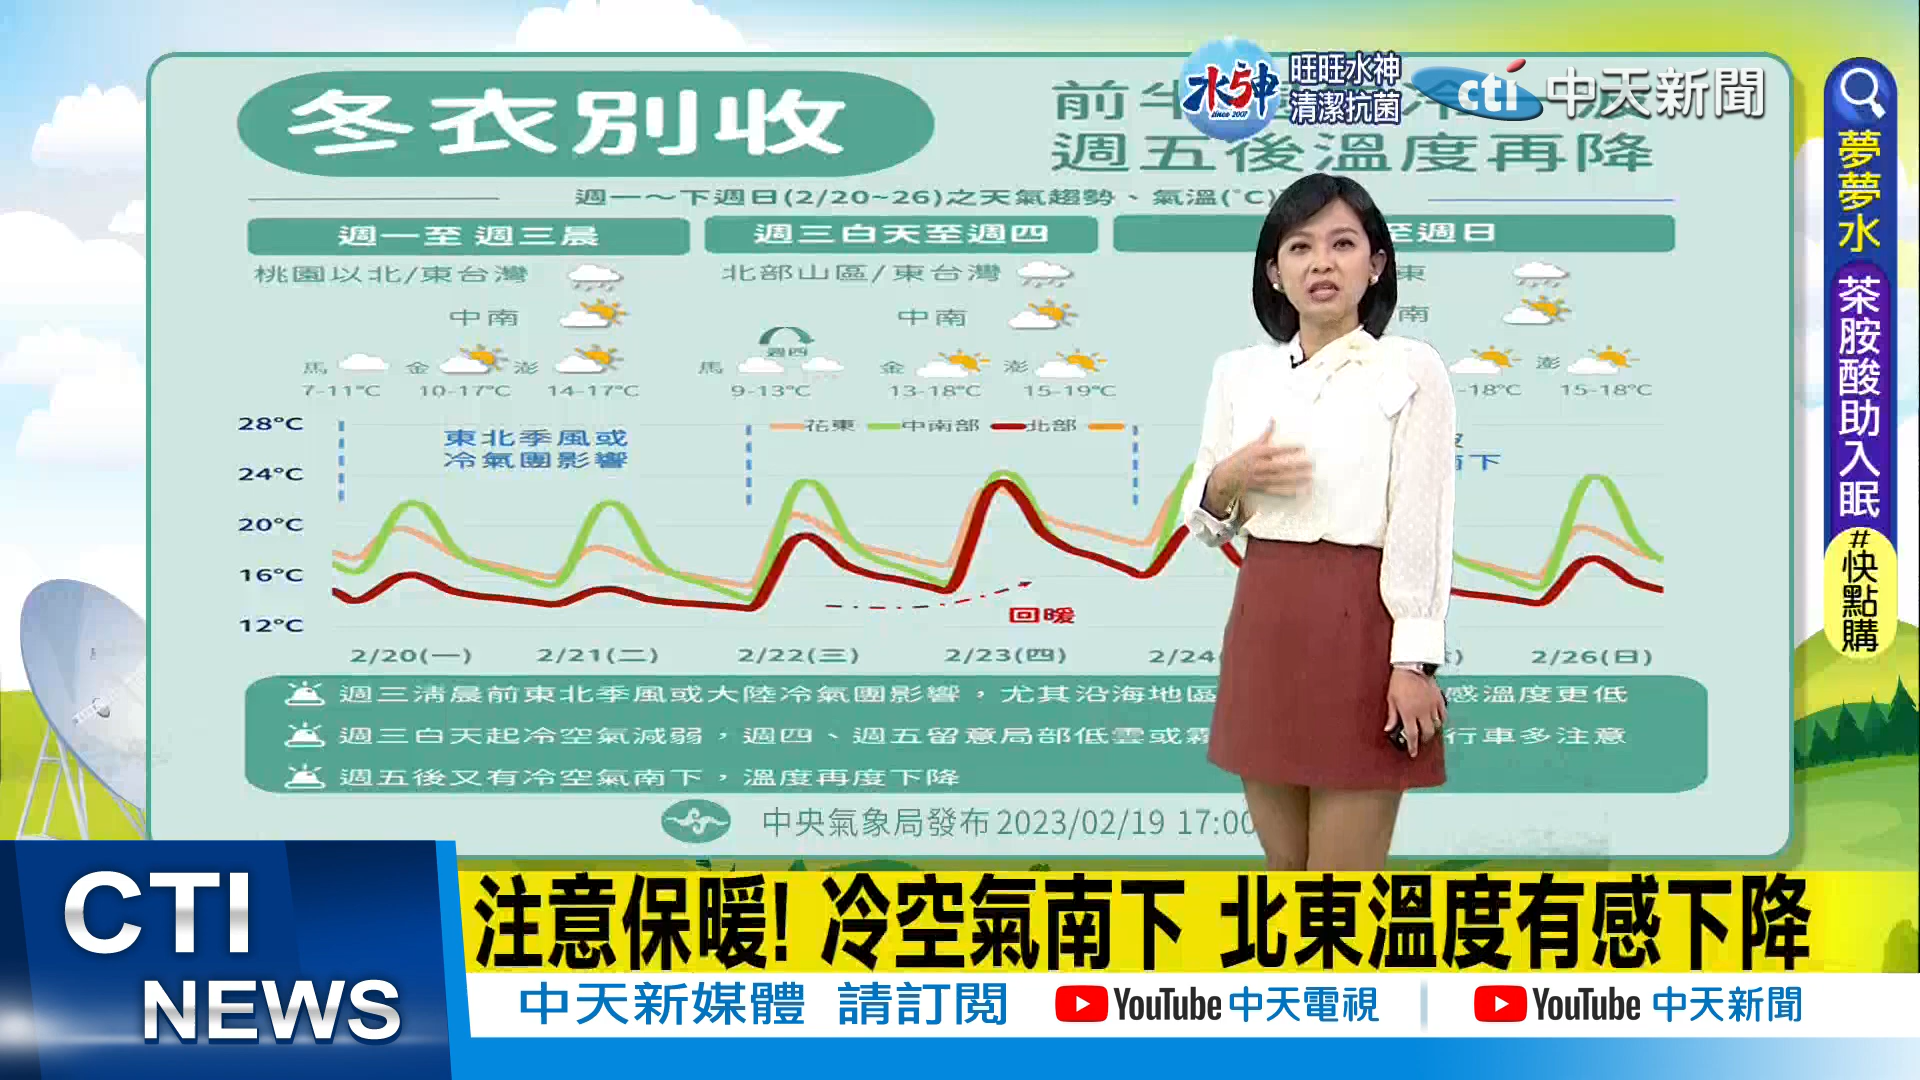 冬衣別收
週五後溫度再降
水神
since 2007
旺旺水神
清潔抗菌
cti 中天新聞
週一～下週日(2/20~26)之天氣趨勢、氣溫(°C)
週一至 週三晨
週三白天至週四
至週日
桃園以北/東台灣
中南
馬
金
澎
7-11°C
10-17°C
14-17°C
北部山區/東台灣
中南
週四
馬
金
澎
9-13°C
13-18°C
15-19°C
東
南
澎
-18°C
15-18°C
28°C
24°C
20°C
16°C
12°C
花東
中南部
北部
東北季風或
冷氣團影響
回暖
2/20(一)
2/21(二)
2/22(三)
2/23(四)
2/24
2/26(日)
週三清晨前東北季風或大陸冷氣團影響，尤其沿海地區
感溫度更低
週三白天起冷空氣減弱，週四、週五留意局部低雲或霧
行車多注意
週五後又有冷空氣南下，溫度再度下降
中央氣象局發布 2023/02/19 17:00
夢夢水
茶胺酸助入眠
#快點購
CTI
NEWS
注意保暖! 冷空氣南下 北東溫度有感下降
中天新媒體 請訂閱 YouTube 中天電視 | YouTube 中天新聞